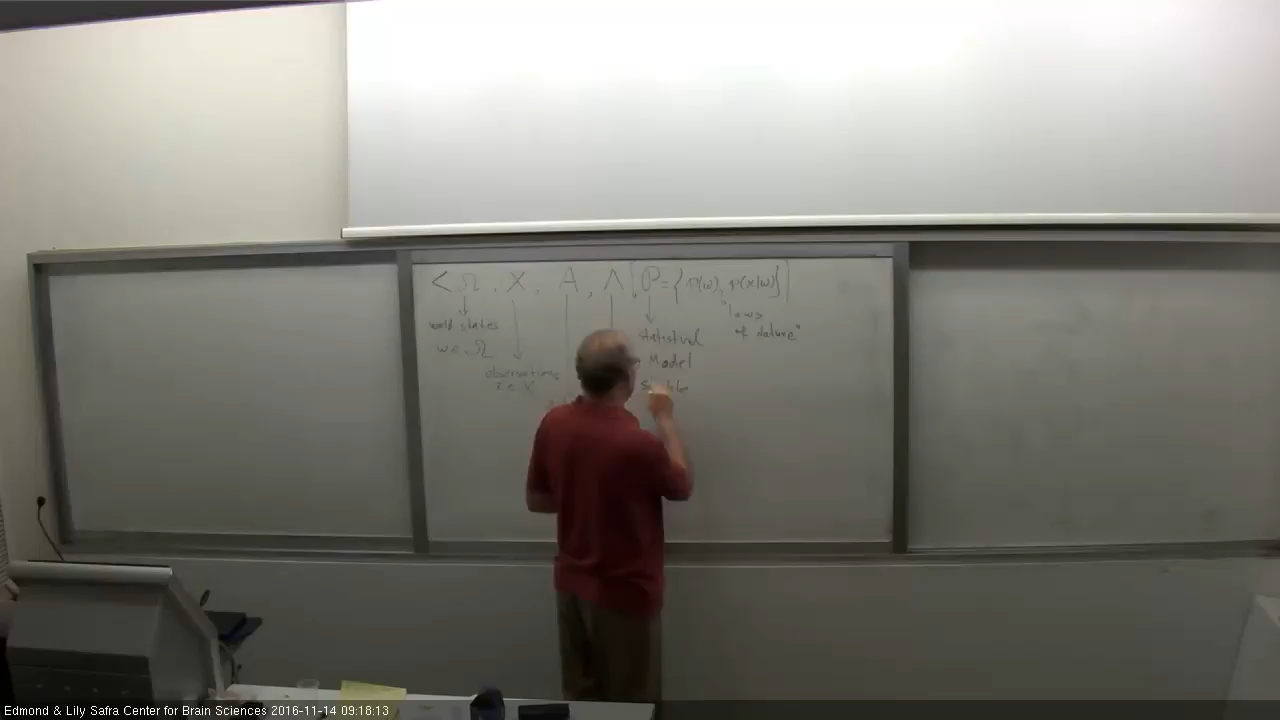 < Ω , X , A , Λ [ P = { P(w), P(x|w) } ]
"laws
of nature"
world states
w ∈ Ω
observations
x ∈ X
statistical
Model
Edmond & Lily Safra Center for Brain Sciences 2016-11-14 09:18:13